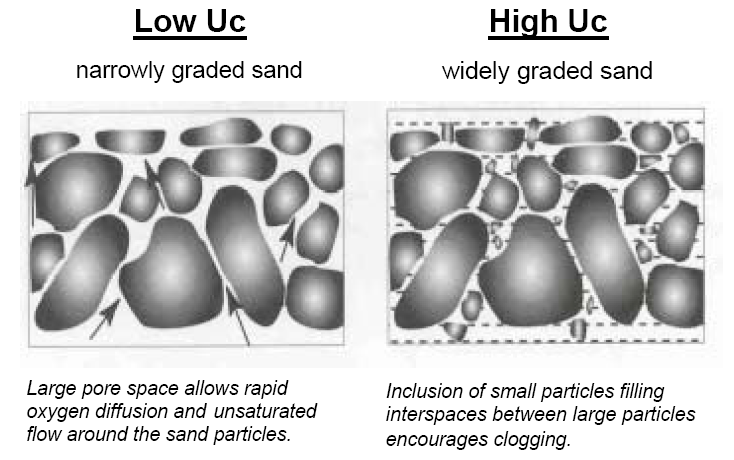 Low Uc
High Uc
narrowly graded sand
widely graded sand
Large pore space allows rapid
oxygen diffusion and unsaturated
flow around the sand particles.
Inclusion of small particles filling
interspaces between large particles
encourages clogging.